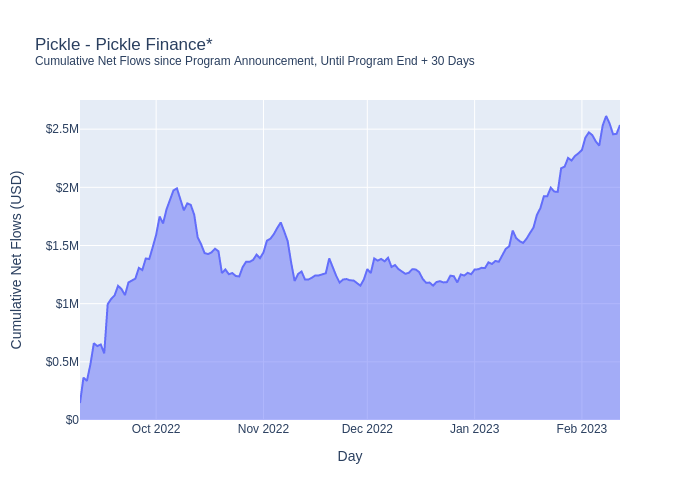 Pickle - Pickle Finance*
Cumulative Net Flows since Program Announcement, Until Program End + 30 Days
Cumulative Net Flows (USD)
$2.5M
$2M
$1.5M
$1M
$0.5M
$0
Oct 2022
Nov 2022
Dec 2022
Jan 2023
Feb 2023
Day